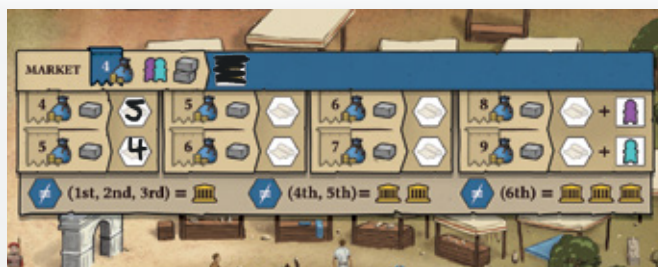 MARKET 4
4 5 5 6 8 +
5 4 6 7 9 +
≠ (1st, 2nd, 3rd) = ≠ (4th, 5th)= ≠ (6th) =